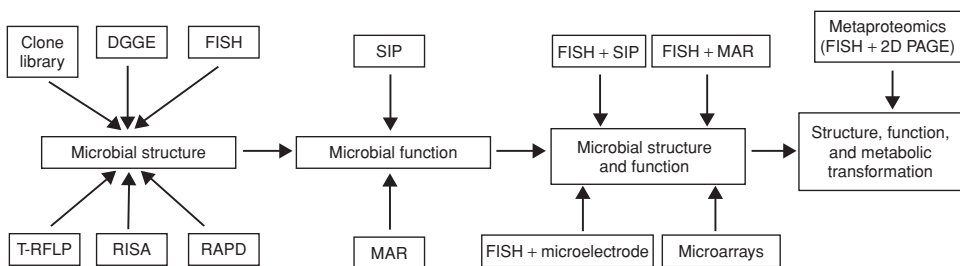 Clone
library
DGGE
FISH
SIP
FISH + SIP
FISH + MAR
Metaproteomics
(FISH + 2D PAGE)
Microbial structure
Microbial function
Microbial structure
and function
Structure, function,
and metabolic
transformation
T-RFLP
RISA
RAPD
MAR
FISH + microelectrode
Microarrays